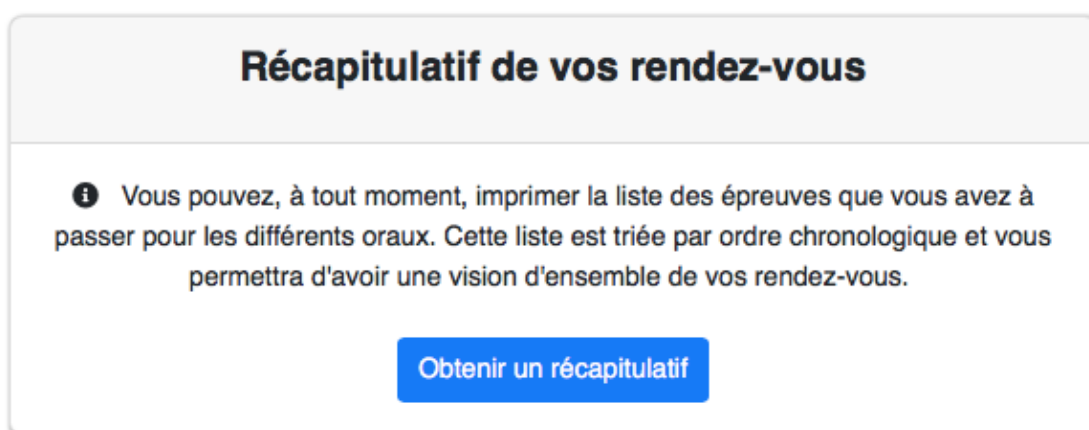 Récapitulatif de vos rendez-vous
Vous pouvez, à tout moment, imprimer la liste des épreuves que vous avez à
passer pour les différents oraux. Cette liste est triée par ordre chronologique et vous
permettra d'avoir une vision d'ensemble de vos rendez-vous.
Obtenir un récapitulatif